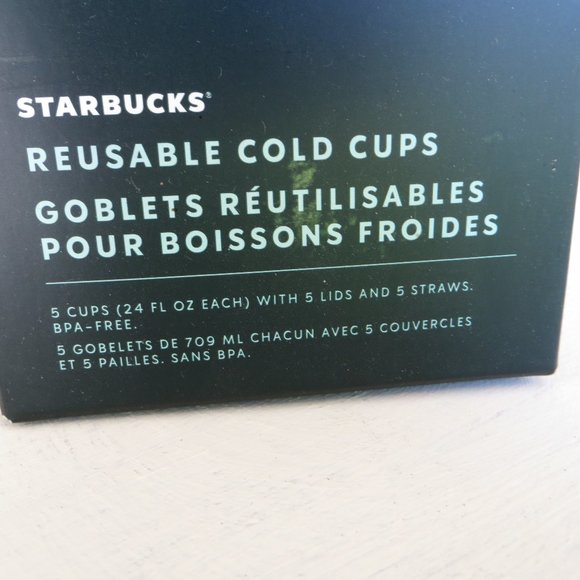 STARBUCKS®
REUSABLE COLD CUPS
GOBLETS RÉUTILISABLES
POUR BOISSONS FROIDES
5 CUPS (24 FL OZ EACH) WITH 5 LIDS AND 5 STRAWS.
BPA-FREE.
5 GOBELETS DE 709 ML CHACUN AVEC 5 COUVERCLES
ET 5 PAILLES. SANS BPA.